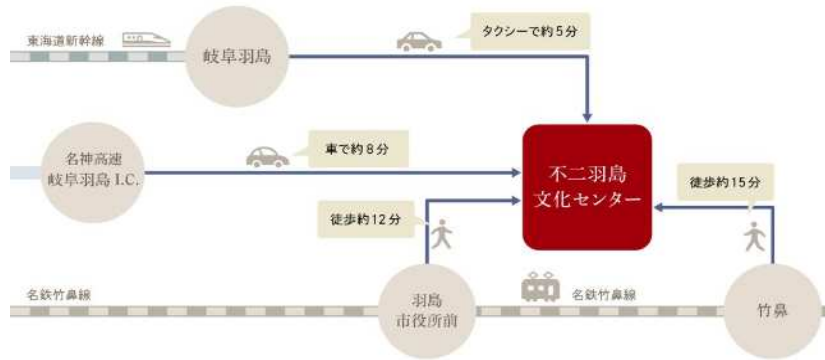 タクシーで約5分
東海道新幹線
岐阜羽島
名神高速
岐阜羽島 I.C.
車で約8分
不二羽島
文化センター
徒歩約15分
徒歩約12分
名鉄竹鼻線
羽島
市役所前
名鉄竹鼻線
竹鼻